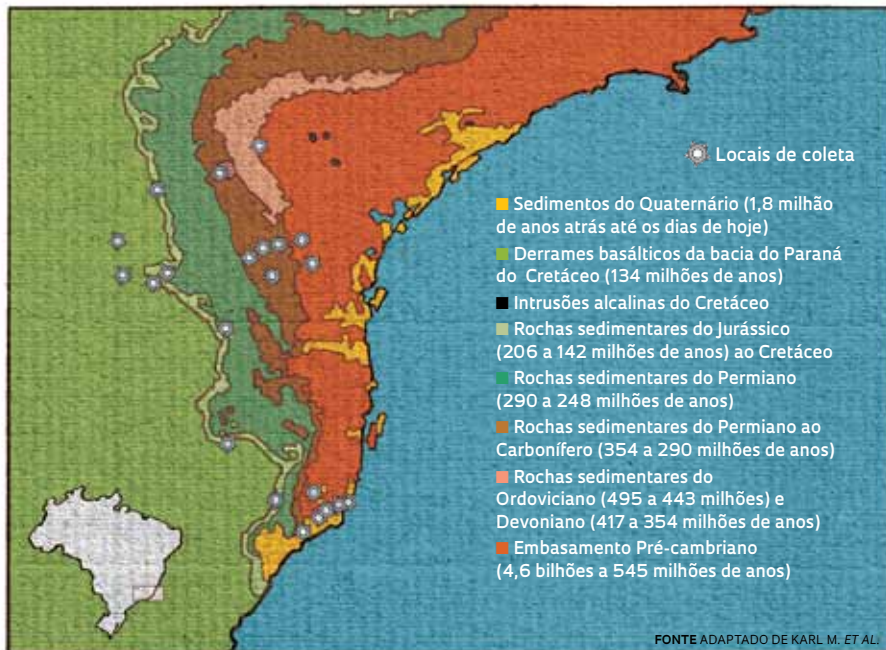 Locais de coleta
Sedimentos do Quaternário (1,8 milhão
de anos atrás até os dias de hoje)
Derrames basálticos da bacia do Paraná
do Cretáceo (134 milhões de anos)
Intrusões alcalinas do Cretáceo
Rochas sedimentares do Jurássico
(206 a 142 milhões de anos) ao Cretáceo
Rochas sedimentares do Permiano
(290 a 248 milhões de anos)
Rochas sedimentares do Permiano ao
Carbonífero (354 a 290 milhões de anos)
Rochas sedimentares do
Ordoviciano (495 a 443 milhões) e
Devoniano (417 a 354 milhões de anos)
Embasamento Pré-cambriano
(4,6 bilhões a 545 milhões de anos)
FONTE ADAPTADO DE KARL M. ET AL.